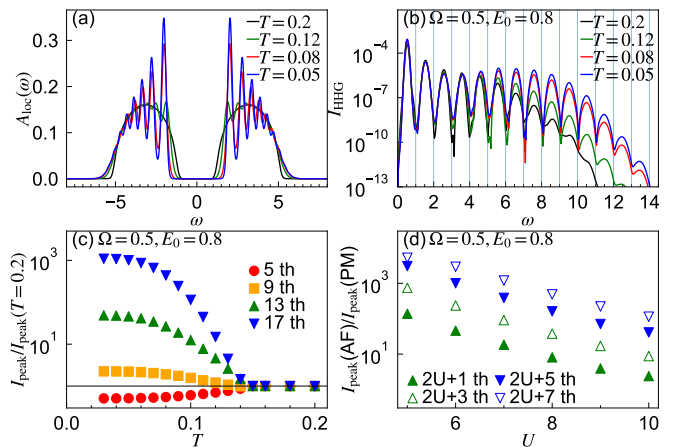 (a)
T = 0.2
T = 0.12
T = 0.08
T = 0.05
A_loc(ω)
0.3
0.2
0.1
0.0
−5 0 5
ω
(b) Ω = 0.5, E_0 = 0.8
T = 0.2
T = 0.12
T = 0.08
T = 0.05
I_HHG
10^{-4}
10^{-7}
10^{-10}
10^{-13}
0 2 4 6 8 10 12 14
ω
(c) Ω = 0.5, E_0 = 0.8
5 th
9 th
13 th
17 th
I_peak/I_peak(T = 0.2)
10^3
10^1
0.0 0.1 0.2
T
(d) Ω = 0.5, E_0 = 0.8
I_peak(AF)/I_peak(PM)
10^3
10^1
2U+1 th 2U+5 th
2U+3 th 2U+7 th
6 8 10
U